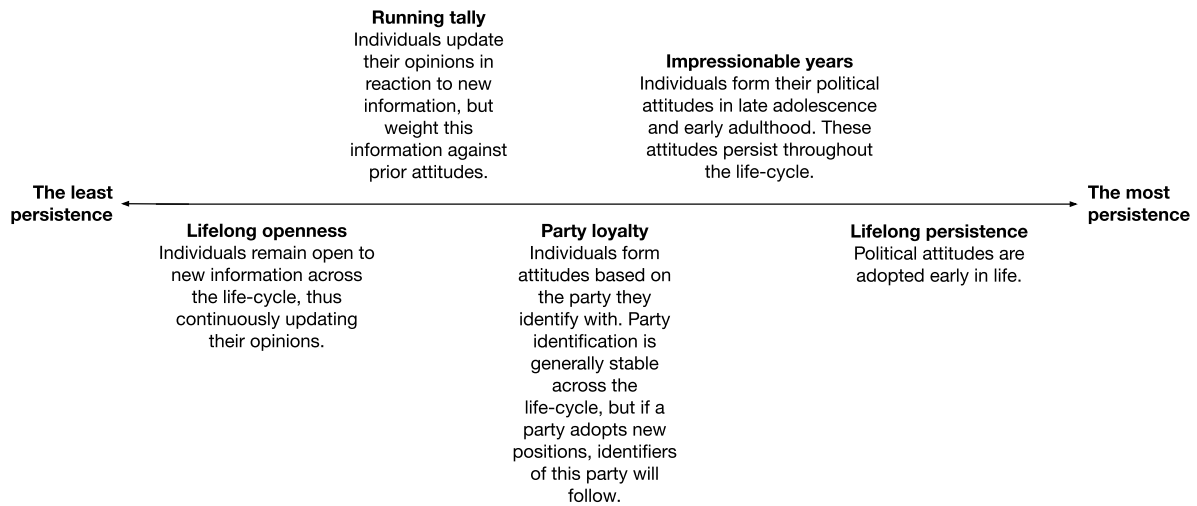 Running tally
Individuals update
their opinions in
reaction to new
information, but
weight this
information against
prior attitudes.
Impressionable years
Individuals form their political
attitudes in late adolescence
and early adulthood. These
attitudes persist throughout
the life-cycle.
The least
persistence
The most
persistence
Lifelong openness
Individuals remain open to
new information across
the life-cycle, thus
continuously updating
their opinions.
Party loyalty
Individuals form
attitudes based on
the party they
identify with. Party
identification is
generally stable
across the
life-cycle, but if a
party adopts new
positions, identifiers
of this party will
follow.
Lifelong persistence
Political attitudes are
adopted early in life.